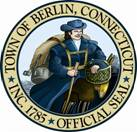 TOWN OF BERLIN, CONNECTICUT
INC. 1785 • OFFICIAL SEAL